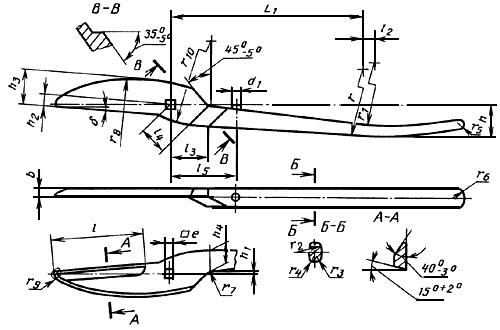 В-В
35°-5°
L1
l2
В
r10
45°-5°
d1
h3
h2
δ
r8
l4
l3
l5
В
r
r1
r5
h
b
Б
r6
А-А
Б
Б-Б
l
А
□e
h4
h1
r9
r7
А
r2
r4
r3
40°-3°
15°+2°